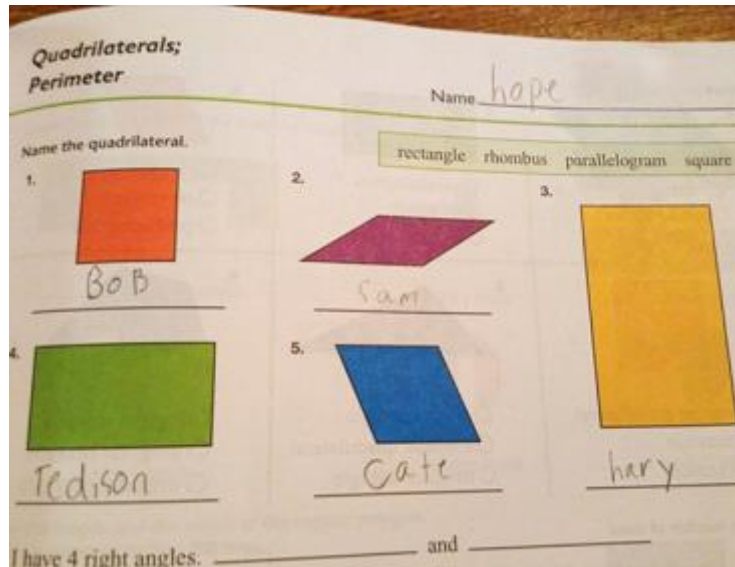 Quadrilaterals;
Perimeter
Name hope
Name the quadrilateral.
rectangle rhombus parallelogram square
1.
2.
3.
BoB
Sam
4.
5.
Tedison
Cate
hary
I have 4 right angles. and